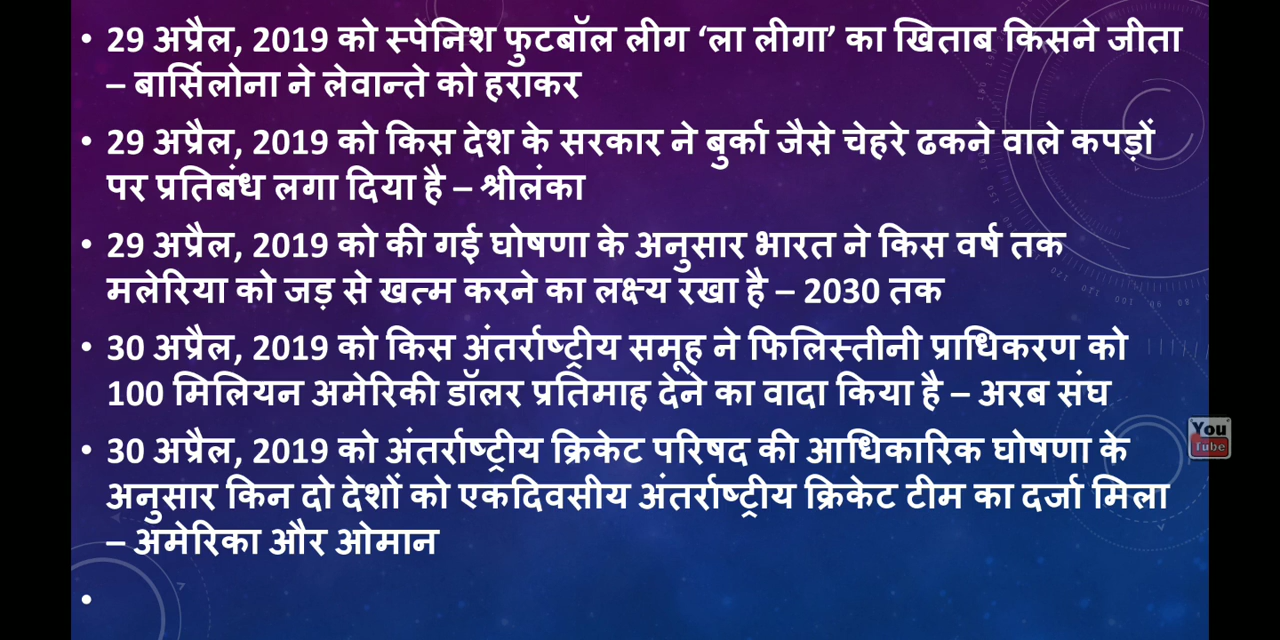 • 29 अप्रैल, 2019 को स्पेनिश फुटबॉल लीग ‘ला लीगा’ का खिताब किसने जीता
– बार्सिलोना ने लेवान्ते को हराकर
• 29 अप्रैल, 2019 को किस देश के सरकार ने बुर्का जैसे चेहरे ढकने वाले कपड़ों
पर प्रतिबंध लगा दिया है – श्रीलंका
• 29 अप्रैल, 2019 को की गई घोषणा के अनुसार भारत ने किस वर्ष तक
मलेरिया को जड़ से खत्म करने का लक्ष्य रखा है – 2030 तक
• 30 अप्रैल, 2019 को किस अंतर्राष्ट्रीय समूह ने फिलिस्तीनी प्राधिकरण को
100 मिलियन अमेरिकी डॉलर प्रतिमाह देने का वादा किया है – अरब संघ
• 30 अप्रैल, 2019 को अंतर्राष्ट्रीय क्रिकेट परिषद की आधिकारिक घोषणा के
अनुसार किन दो देशों को एकदिवसीय अंतर्राष्ट्रीय क्रिकेट टीम का दर्जा मिला
– अमेरिका और ओमान
•
You
Tube